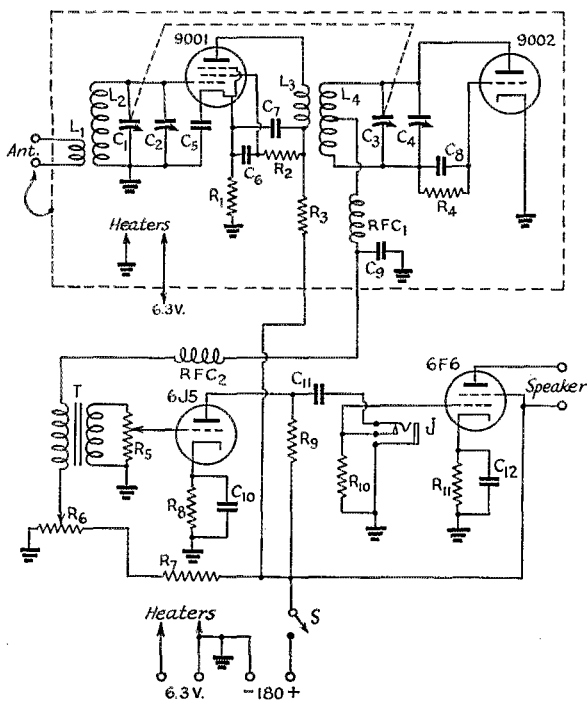 9001
9002
L₁
L₂
L₃
L₄
C₁
C₂
C₅
C₇
C₆
R₂
C₃
C₄
C₈
R₄
Ant.
R₁
R₃
RFC₁
C₉
Heaters
6.3V.
RFC₂
T
6J5
C₁₁
6F6
Speaker
R₅
R₉
J
R₈
C₁₀
R₁₀
R₁₁
C₁₂
R₆
R₇
Heaters
S
6.3V.
-180+